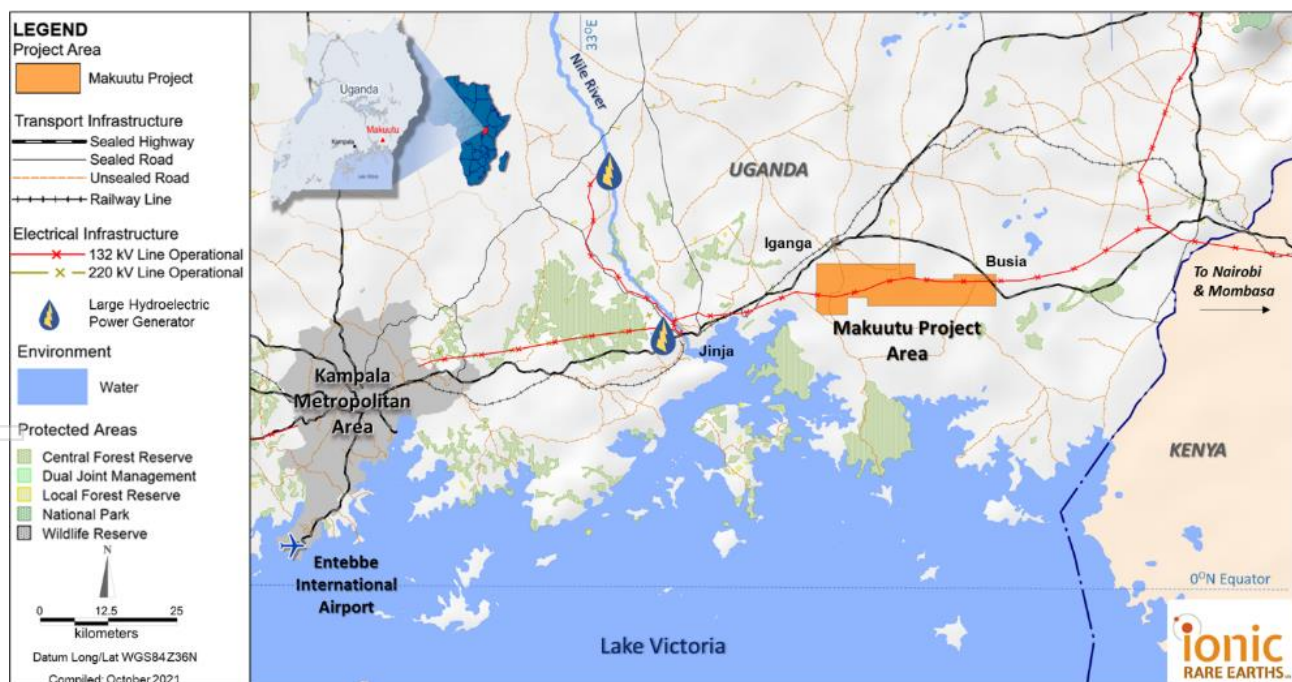 LEGEND
Project Area
Makuutu Project
Transport Infrastructure
Sealed Highway
Sealed Road
Unsealed Road
Railway Line
Electrical Infrastructure
132 kV Line Operational
220 kV Line Operational
Large Hydroelectric
Power Generator
Environment
Water
Protected Areas
Central Forest Reserve
Dual Joint Management
Local Forest Reserve
National Park
Wildlife Reserve
N
0 12.5 25
kilometers
Datum Long/Lat WGS84Z36N
Compiled: October 2021
Uganda
Kampala
Makuutu
33°E
Nile River
UGANDA
Iganga
Busia
To Nairobi
& Mombasa
Makuutu Project
Area
Jinja
Kampala
Metropolitan
Area
KENYA
Entebbe
International
Airport
0°N Equator
Lake Victoria
ionic
RARE EARTHS